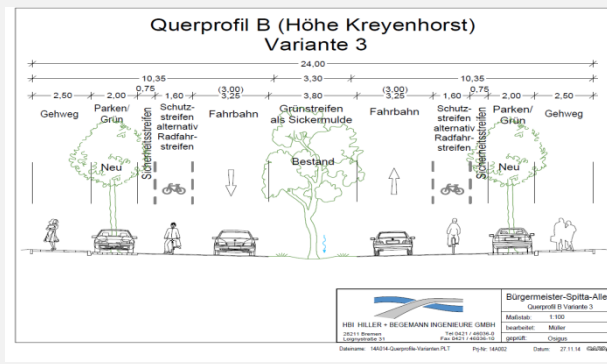 Querprofil B (Höhe Kreyenhorst)
Variante 3
24,00
10,35 3,30 10,35
2,50 2,00 0,75 1,60 (3,00) 3,25 3,80 (3,00) 3,25 1,60 0,75 2,00 2,50
Gehweg
Parken/
Grün
Sicherheitsstreifen
Schutz-
streifen
alternativ
Radfahr-
streifen
Fahrbahn
Grünstreifen
als Sickermulde
Fahrbahn
Schutz-
streifen
alternativ
Radfahr-
streifen
Sicherheitsstreifen
Parken/
Grün
Gehweg
Neu
Bestand
Neu
HBI HILLER + BEGEMANN INGENIEURE GMBH
28211 Bremen
Tel 0421 / 46036-0
Fax 0421 / 46036-10
Bürgermeister-Spitta-Alle
Querprofil B Variante 3
Maßstab: 1:100
bearbeitet: Müller
geprüft: Osigus
Dateiname: 14A014-Querprofile-Varianten.PLT Prj-Nr: 14A002 Datum: 27.11.14